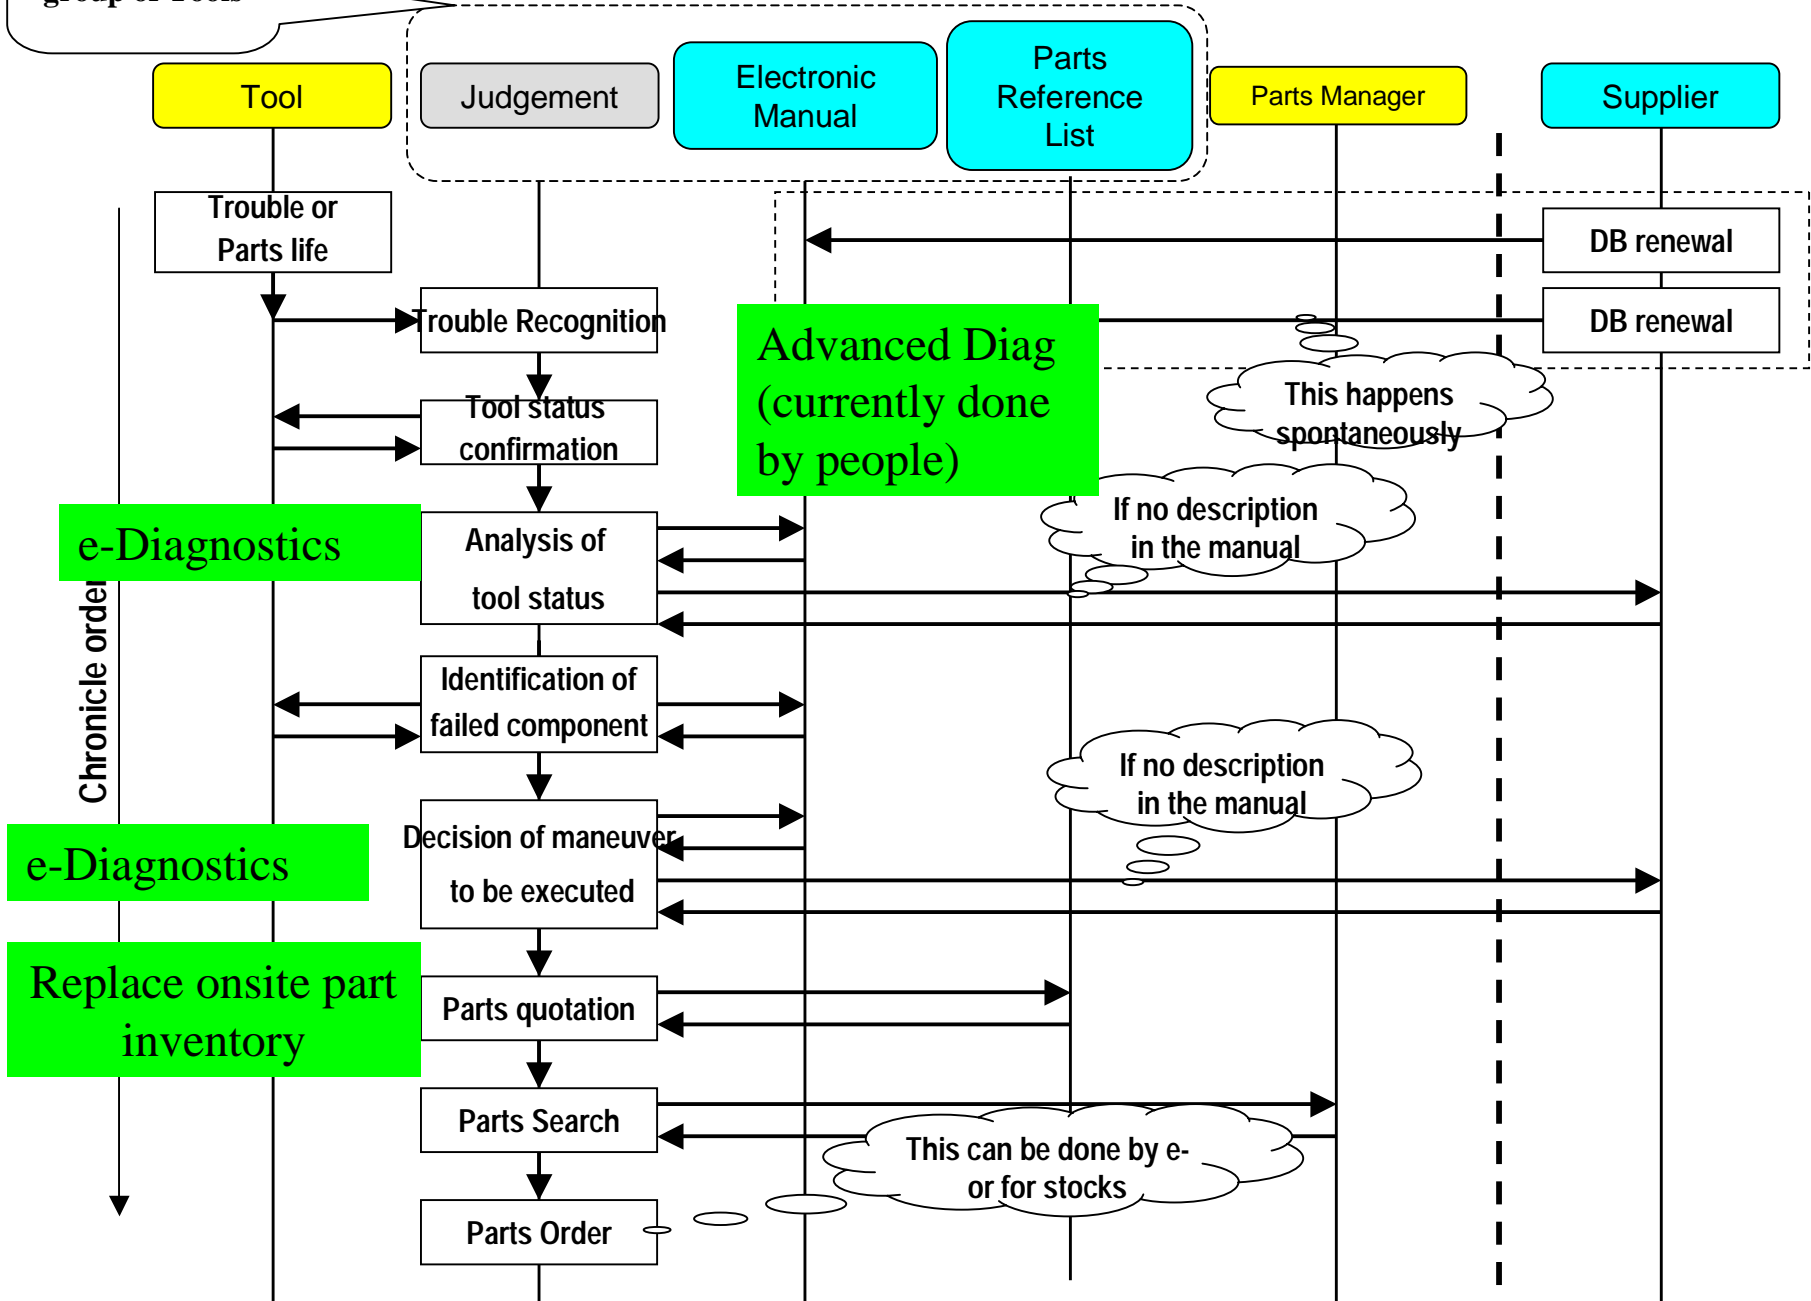 group of Tools
Tool
Judgement
Electronic
Manual
Parts
Reference
List
Parts Manager
Supplier
Trouble or
Parts life
DB renewal
Trouble Recognition
DB renewal
Advanced Diag
(currently done
by people)
This happens
spontaneously
Tool status
confirmation
If no description
in the manual
e-Diagnostics
Analysis of
tool status
Chronicle order
Identification of
failed component
If no description
in the manual
e-Diagnostics
Decision of maneuver
to be executed
Replace onsite part
inventory
Parts quotation
Parts Search
This can be done by e-
or for stocks
Parts Order